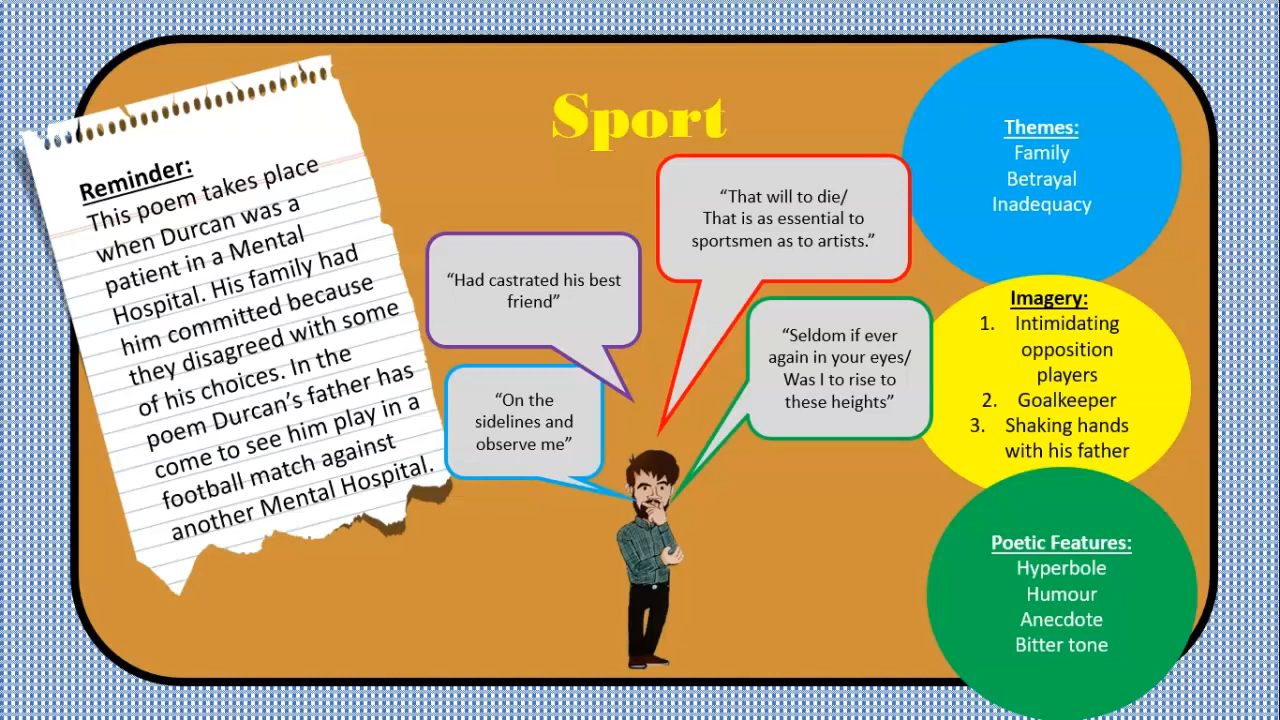 Sport
Reminder:
This poem takes place
when Durcan was a
patient in a Mental
Hospital. His family had
him committed because
they disagreed with some
of his choices. In the
poem Durcan’s father has
come to see him play in a
football match against
another Mental Hospital.
“Had castrated his best
friend”
“That will to die/
That is as essential to
sportsmen as to artists.”
“On the
sidelines and
observe me”
“Seldom if ever
again in your eyes/
Was I to rise to
these heights”
Themes:
Family
Betrayal
Inadequacy
Imagery:
1. Intimidating
opposition
players
2. Goalkeeper
3. Shaking hands
with his father
Poetic Features:
Hyperbole
Humour
Anecdote
Bitter tone